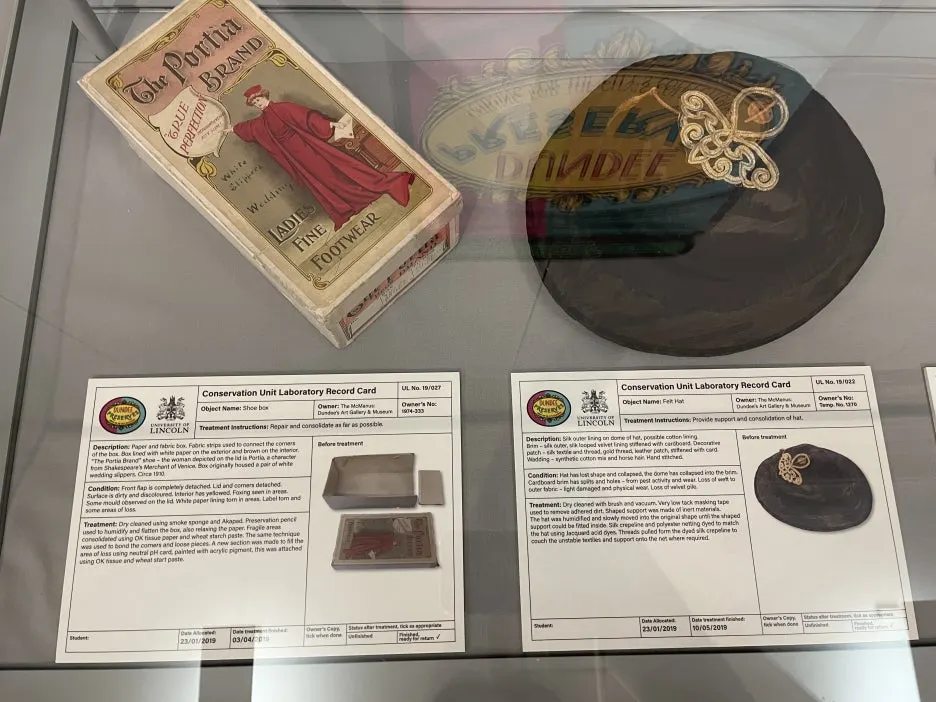 The Portia
BRAND
"TRUE
PERFECTION"
White
Slippers
Wedding
LADIES
FINE
FOOTWEAR
PRESERV
DUNDEE
DUNDEE
UNIVERSITY OF
LINCOLN
Conservation Unit Laboratory Record Card
UL No. 19/027
Object Name: Shoe box
Owner: The McManus:
Dundee's Art Gallery & Museum
Owner's No:
1974-333
Treatment Instructions: Repair and consolidate as far as possible.
Description: Paper and fabric box. Fabric strips used to connect the corners
of the box. Box lined with white paper on the exterior and brown on the interior.
"The Portia Brand" shoe – the woman depicted on the lid is Portia, a character
from Shakespeare's Merchant of Venice. Box originally housed a pair of white
wedding slippers. Circa 1910.
Condition: Front flap is completely detached. Lid and corners detached.
Surface is dirty and discoloured. Interior has yellowed. Foxing seen in areas.
Some mould observed on the lid. White paper lining torn in areas. Label torn and
some areas of loss.
Treatment: Dry cleaned using smoke sponge and Akapad. Preservation pencil
used to humidify and flatten the box, also relaxing the paper. Fragile areas
consolidated using OK tissue paper and wheat starch paste. The same technique
was used to bond the corners and loose pieces. A new section was made to fill the
area of loss using neutral pH card, painted with acrylic pigment, this was attached
using OK tissue and wheat start paste.
Before treatment
Student:
Date Allocated:
23/01/2019
Date treatment finished:
03/04/2019
Owner's Copy,
tick when done
Status after treatment, tick as appropriate
Unfinished
Finished,
ready for return ✓
DUNDEE
UNIVERSITY OF
LINCOLN
Conservation Unit Laboratory Record Card
UL No. 19/022
Object Name: Felt Hat
Owner: The McManus:
Dundee's Art Gallery & Museum
Owner's No:
Temp. No. 1270
Treatment Instructions: Provide support and consolidation of hat.
Description: Silk outer lining on dome of hat, possible cotton lining.
Brim – silk outer, silk looped velvet lining stiffened with cardboard. Decorative
patch – silk textile and thread, gold thread, leather patch, stiffened with card.
Wadding – synthetic cotton mix and horse hair. Hand stitched.
Condition: Hat has lost shape and collapsed, the dome has collapsed into the brim.
Cardboard brim has splits and holes – from pest activity and wear. Loss of weft to
outer fabric – light damaged and physical wear. Loss of velvet pile.
Treatment: Dry cleaned with brush and vacuum. Very low tack masking tape
used to remove adhered dirt. Shaped support was made of inert materials.
The hat was humidified and slowly moved into the original shape until the shaped
support could be fitted inside. Silk crepeline and polyester netting dyed to match
the hat using Jacquard acid dyes. Threads pulled form the dyed silk crepeline to
couch the unstable textiles and support onto the net where required.
Before treatment
Student:
Date Allocated:
23/01/2019
Date treatment finished:
10/05/2019
Owner's Copy,
tick when done
Status after treatment, tick as appropriate
Unfinished
Finished,
ready for return ✓